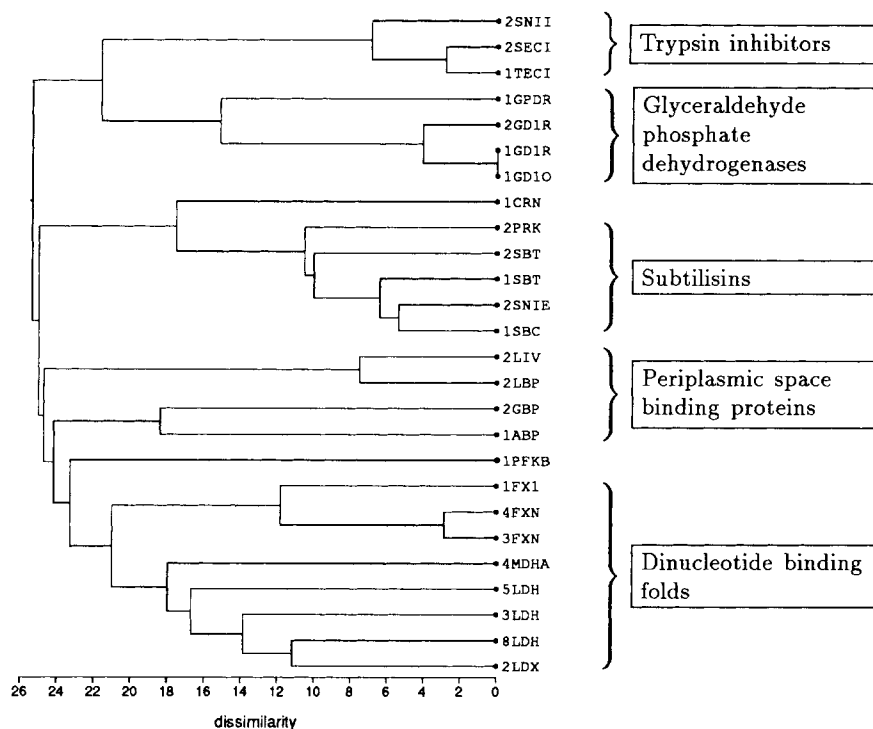 2SNII
2SECI
1TECI
Trypsin inhibitors
1GPDR
2GD1R
1GD1R
1GD1O
Glyceraldehyde
phosphate
dehydrogenases
1CRN
2PRK
2SBT
1SBT
2SNIE
1SBC
Subtilisins
2LIV
2LBP
2GBP
1ABP
Periplasmic space
binding proteins
1PFKB
1FX1
4FXN
3FXN
4MDHA
5LDH
3LDH
8LDH
2LDX
Dinucleotide binding
folds
26 24 22 20 18 16 14 12 10 8 6 4 2 0
dissimilarity